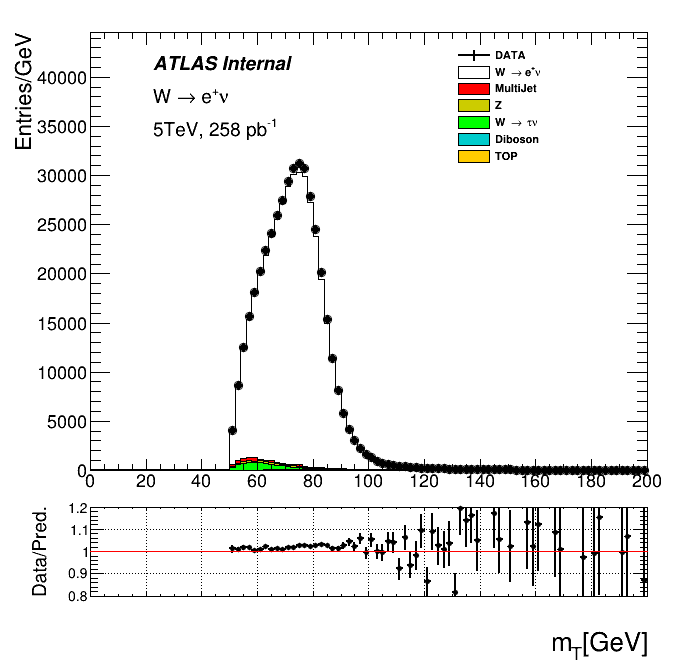 Entries/GeV
40000
35000
30000
25000
20000
15000
10000
5000
0
ATLAS Internal
W → e⁺ν
5TeV, 258 pb⁻¹
DATA
W → e⁺ν
MultiJet
Z
W → τν
Diboson
TOP
0 20 40 60 80 100 120 140 160 180 200
Data/Pred.
1.2
1.1
1
0.9
0.8
m_T[GeV]